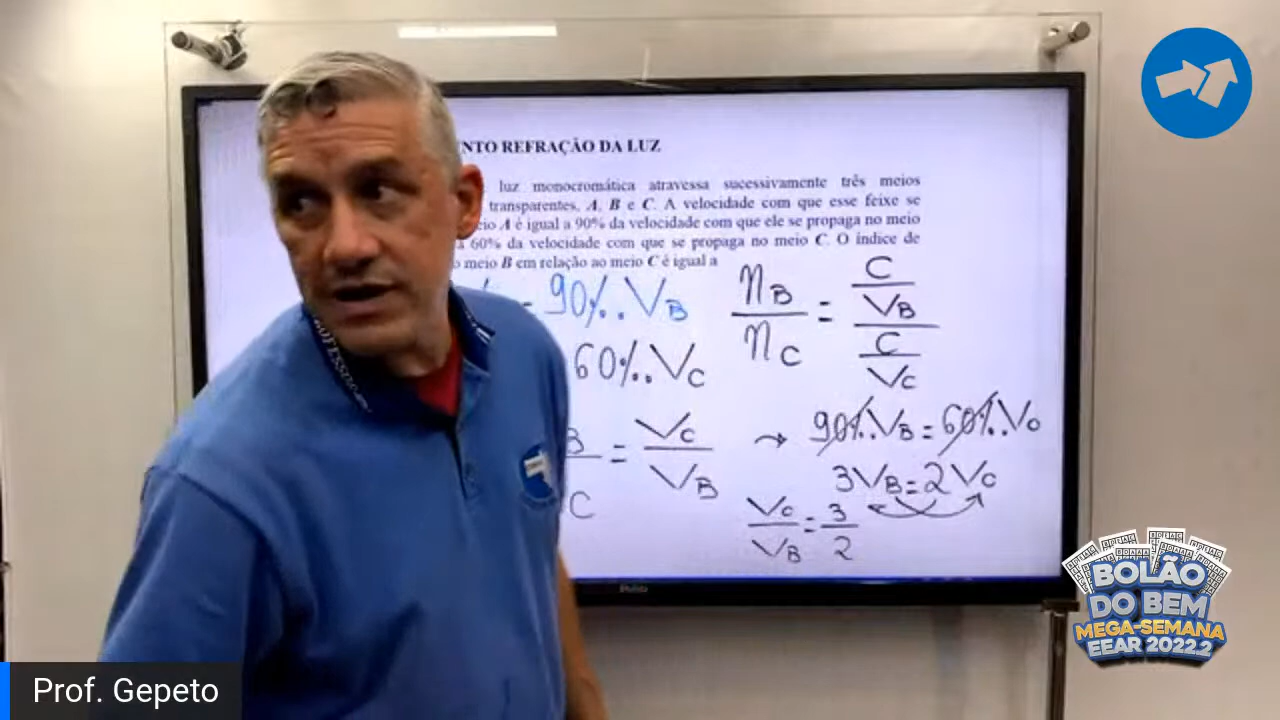 NTO REFRAÇÃO DA LUZ
luz monocromática atravessa sucessivamente três meios
transparentes, A, B e C. A velocidade com que esse feixe se
eio A é igual a 90% da velocidade com que ele se propaga no meio
a 60% da velocidade com que se propaga no meio C. O índice de
o meio B em relação ao meio C é igual a
= 90%.VB
60%.VC
B/C = VC/VB
ηB/ηC = C/VB / C/VC
→ 90%.VB = 60%.VC
3VB = 2VC
VC/VB = 3/2
BOLÃO
DO BEM
MEGA-SEMANA
EEAR 2022.2
Prof. Gepeto